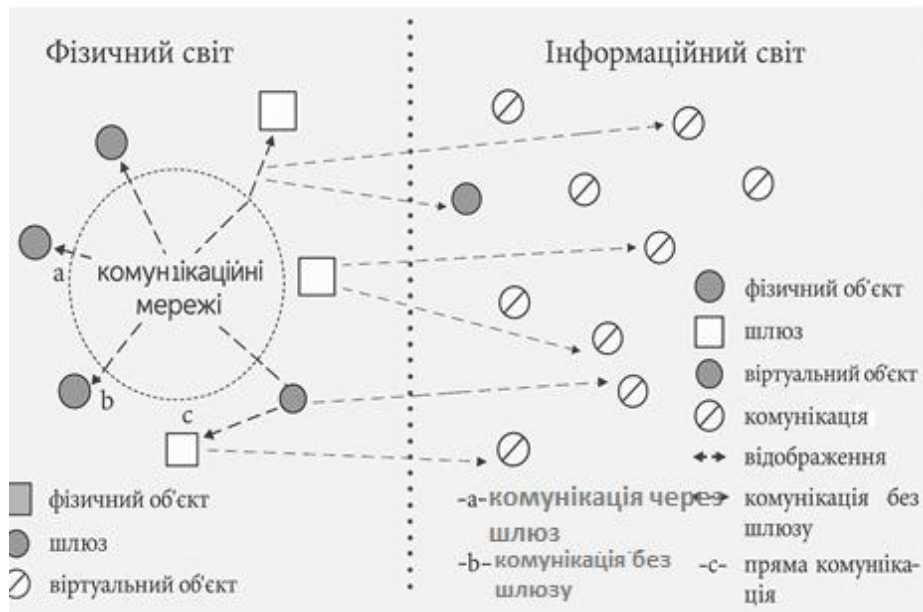 Фізичний світ
Інформаційний світ
a
комунікаційні
мережі
b
c
фізичний об'єкт
шлюз
віртуальний об'єкт
комунікація
відображення
комунікація без
шлюзу
-c- пряма комуніка-
ція
фізичний об'єкт
шлюз
віртуальний об'єкт
-a- комунікація через
шлюз
-b- комунікація без
шлюзу